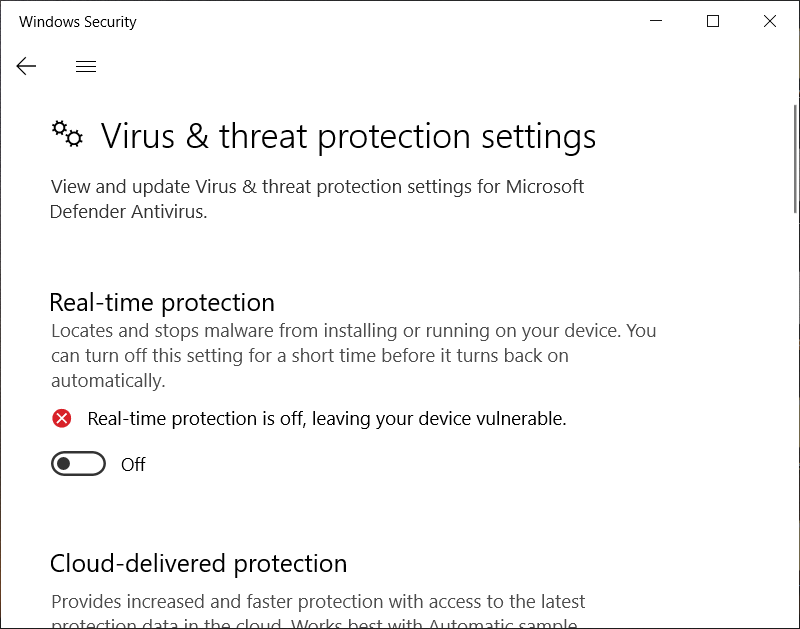 Windows Security
Virus & threat protection settings
View and update Virus & threat protection settings for Microsoft
Defender Antivirus.
Real-time protection
Locates and stops malware from installing or running on your device. You
can turn off this setting for a short time before it turns back on
automatically.
Real-time protection is off, leaving your device vulnerable.
Off
Cloud-delivered protection
Provides increased and faster protection with access to the latest
protection data in the cloud. Works best with Automatic sample